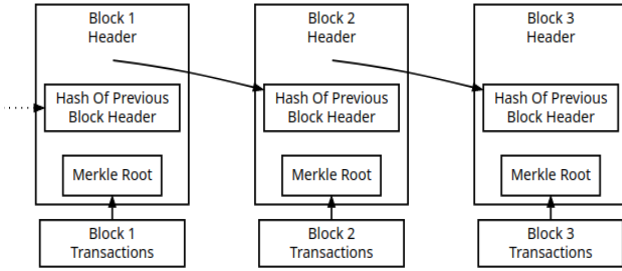 Block 1
Header
Hash Of Previous
Block Header
Merkle Root
Block 1
Transactions
Block 2
Header
Hash Of Previous
Block Header
Merkle Root
Block 2
Transactions
Block 3
Header
Hash Of Previous
Block Header
Merkle Root
Block 3
Transactions